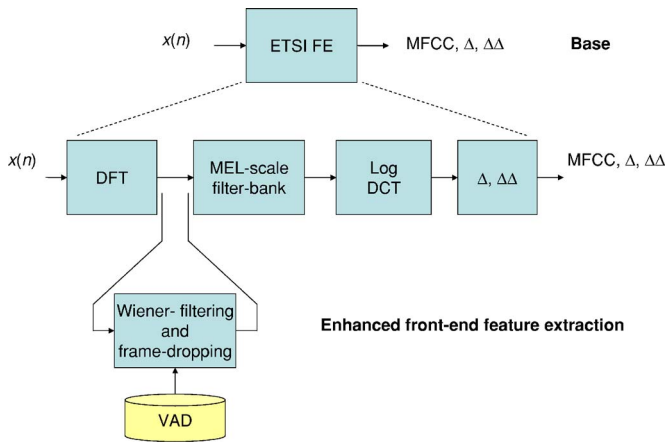 x(n)
ETSI FE
MFCC, Δ, ΔΔ
Base
x(n)
DFT
MEL-scale
filter-bank
Log
DCT
Δ, ΔΔ
MFCC, Δ, ΔΔ
Wiener- filtering
and
frame-dropping
Enhanced front-end feature extraction
VAD